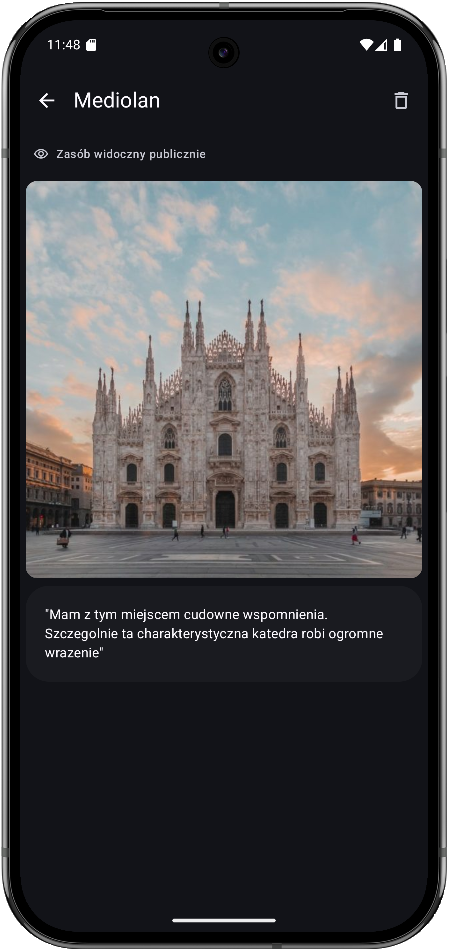 11:48
Mediolan
Zasób widoczny publicznie
"Mam z tym miejscem cudowne wspomnienia.
Szczegolnie ta charakterystyczna katedra robi ogromne
wrazenie"